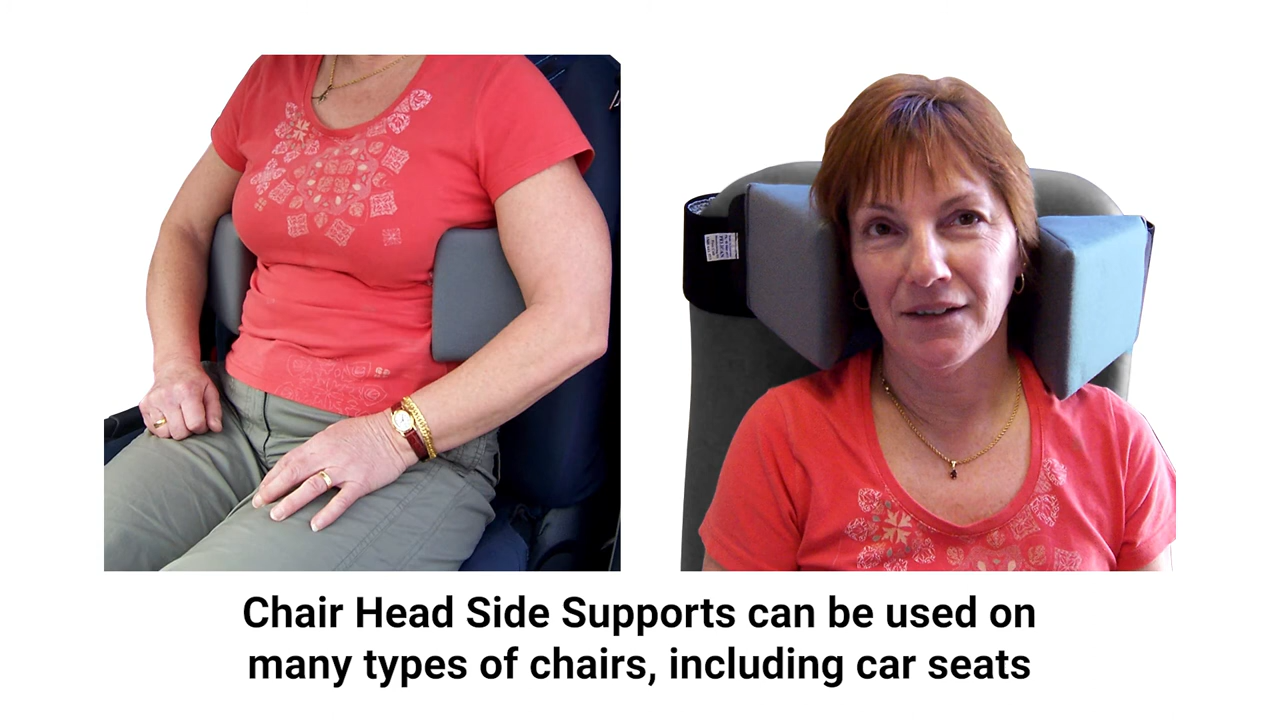 Chair Head Side Supports can be used on
many types of chairs, including car seats